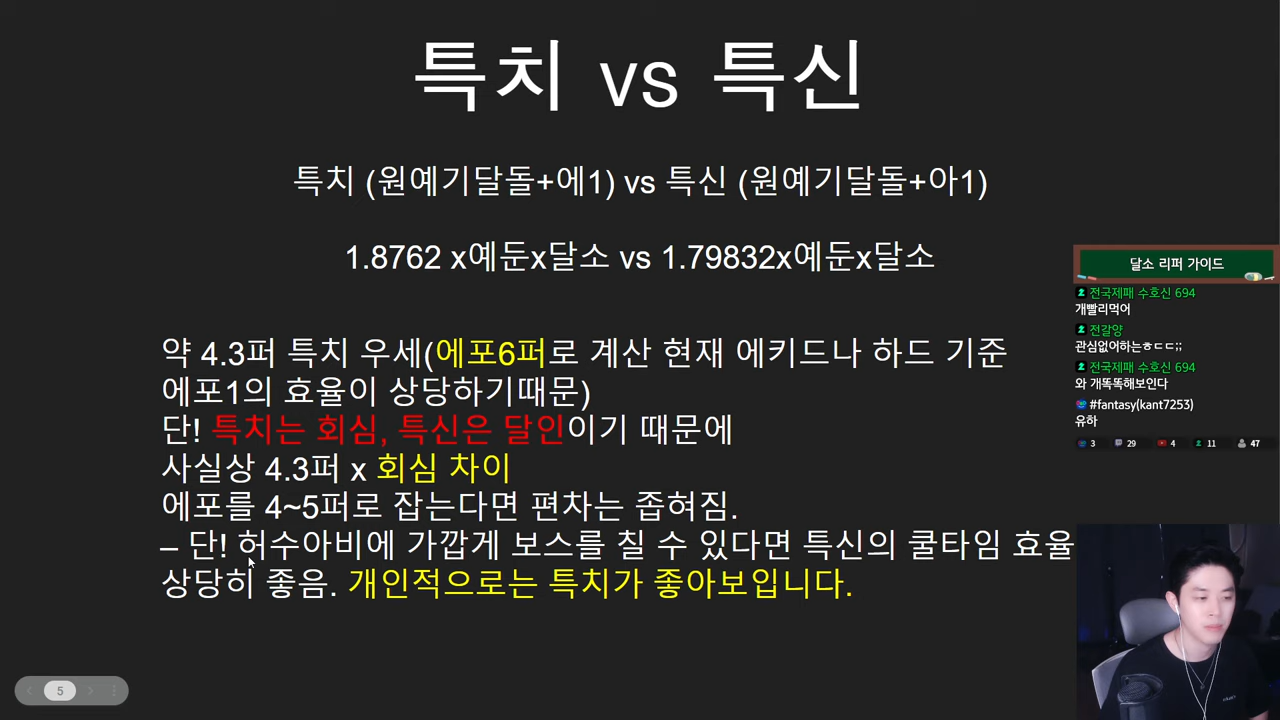 특치 vs 특신
특치 (원예기달돌+에1) vs 특신 (원예기달돌+아1)
1.8762 x예둔x달소 vs 1.79832x예둔x달소
약 4.3퍼 특치 우세(에포6퍼로 계산 현재 에키드나 하드 기준
에포1의 효율이 상당하기때문)
단! 특치는 회심, 특신은 달인이기 때문에
사실상 4.3퍼 x 회심 차이
에포를 4~5퍼로 잡는다면 편차는 좁혀짐.
– 단! 허수아비에 가깝게 보스를 칠 수 있다면 특신의 쿨타임 효율
상당히 좋음. 개인적으로는 특치가 좋아보입니다.
달소 리퍼 가이드
전국제패 수호신 694
개빨리먹어
전갈양
관심없어하는ㅎㄷㄷ;;
전국제패 수호신 694
와 개똑똑해보인다
#fantasy(kant7253)
유하
3 29 4 11 47
5